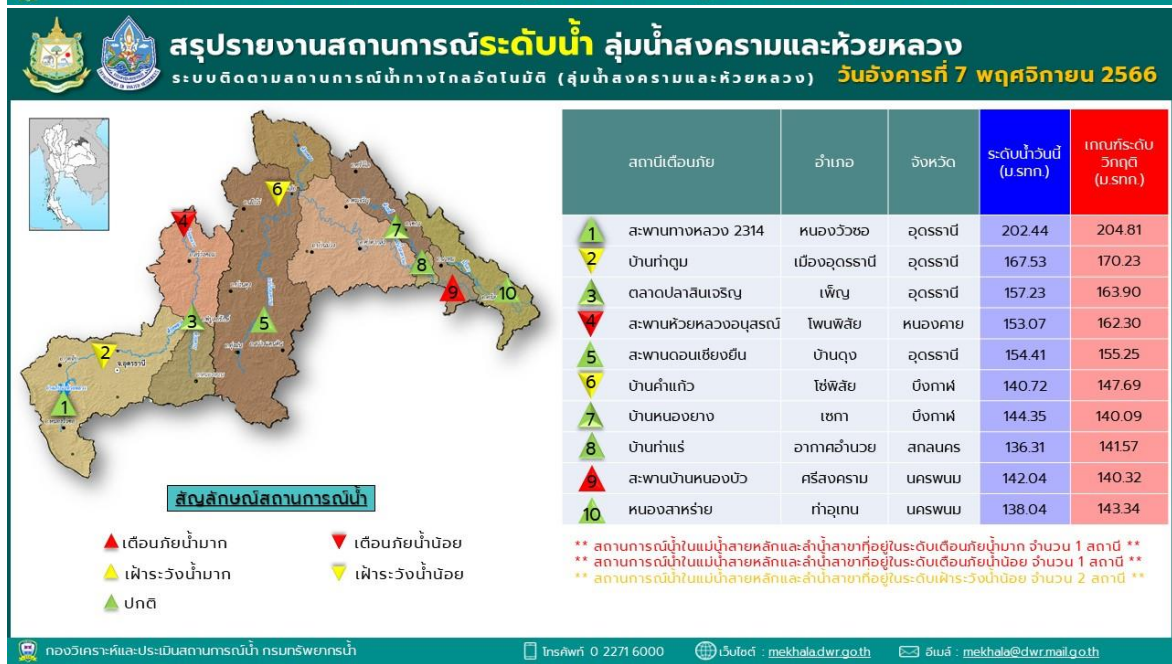 สรุปรายงานสถานการณ์ระดับน้ำ ลุ่มน้ำสงครามและห้วยหลวง
ระบบติดตามสถานการณ์น้ำทางไกลอัตโนมัติ (ลุ่มน้ำสงครามและห้วยหลวง) วันอังคารที่ 7 พฤศจิกายน 2566
สถานีเตือนภัย อำเภอ จังหวัด ระดับน้ำวันนี้ (ม.รทก.) เกณฑ์ระดับวิกฤติ (ม.รทก.)
1 สะพานทางหลวง 2314 หนองวัวซอ อุดรธานี 202.44 204.81
2 บ้านท่าตูม เมืองอุดรธานี อุดรธานี 167.53 170.23
3 ตลาดปลาสินเจริญ เพ็ญ อุดรธานี 157.23 163.90
4 สะพานห้วยหลวงอนุสรณ์ โพนพิสัย หนองคาย 153.07 162.30
5 สะพานดอนเชียงยืน บ้านดุง อุดรธานี 154.41 155.25
6 บ้านคำแก้ว โซ่พิสัย บึงกาฬ 140.72 147.69
7 บ้านหนองยาง เซกา บึงกาฬ 144.35 140.09
8 บ้านท่าแร่ อากาศอำนวย สกลนคร 136.31 141.57
9 สะพานบ้านหนองบัว ศรีสงคราม นครพนม 142.04 140.32
10 หนองสาหร่าย ท่าอุเทน นครพนม 138.04 143.34
6
4
7
8
9
10
3
5
2
จ.อุดรธานี
1
สัญลักษณ์สถานการณ์น้ำ
เตือนภัยน้ำมาก เตือนภัยน้ำน้อย
เฝ้าระวังน้ำมาก เฝ้าระวังน้ำน้อย
ปกติ
** สถานการณ์น้ำในแม่น้ำสายหลักและลำน้ำสาขาที่อยู่ในระดับเตือนภัยน้ำมาก จำนวน 1 สถานี **
** สถานการณ์น้ำในแม่น้ำสายหลักและลำน้ำสาขาที่อยู่ในระดับเตือนภัยน้ำน้อย จำนวน 1 สถานี **
** สถานการณ์น้ำในแม่น้ำสายหลักและลำน้ำสาขาที่อยู่ในระดับเฝ้าระวังน้ำน้อย จำนวน 2 สถานี **
กองวิเคราะห์และประเมินสถานการณ์น้ำ กรมทรัพยากรน้ำ โทรศัพท์ 0 2271 6000 เว็บไซต์ : mekhala.dwr.go.th อีเมล์ : mekhala@dwr.mail.go.th